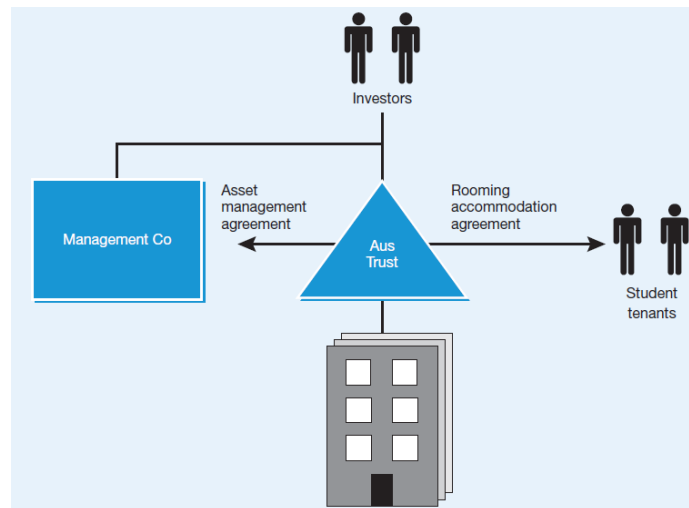 Investors
Asset
management
agreement
Rooming
accommodation
agreement
Management Co
Aus
Trust
Student
tenants